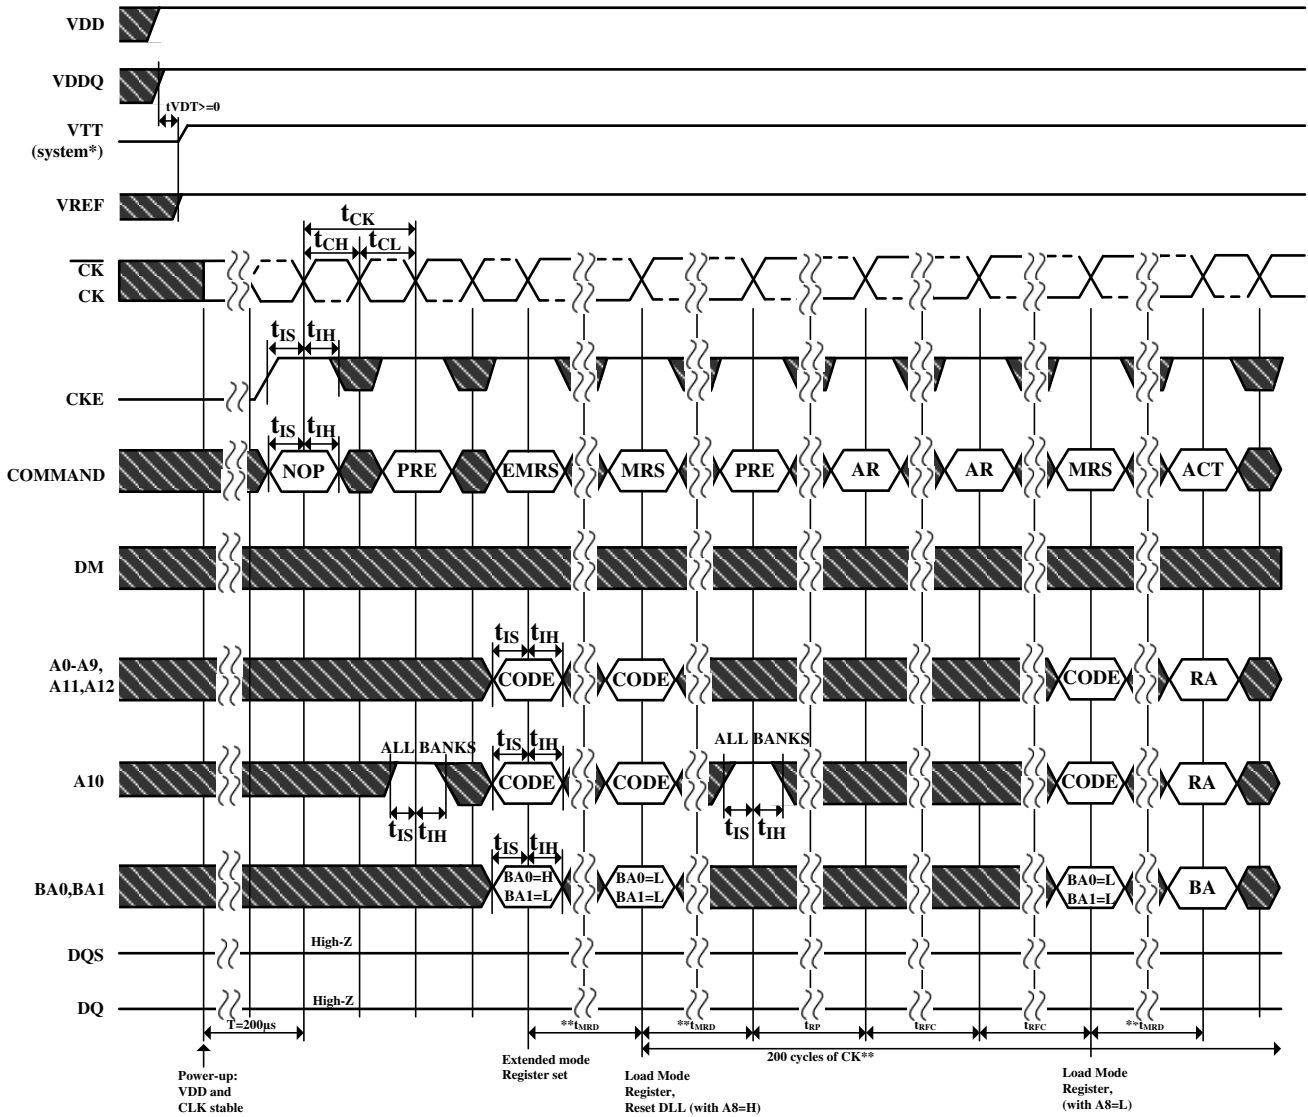 VDD
VDDQ
tVDT>=0
VTT
(system*)
VREF
tCK
tCH tCL
CK
CK
tIS tIH
CKE
tIS tIH
COMMAND NOP PRE EMRS MRS PRE AR AR MRS ACT
DM
tIS tIH
A0-A9,
A11,A12 CODE CODE CODE RA
ALL BANKS ALL BANKS
tIS tIH
A10 CODE CODE CODE RA
tIS tIH tIS tIH
tIS tIH
BA0,BA1 BA0=H BA0=L BA0=L BA
BA1=L BA1=L BA1=L
High-Z
DQS
High-Z
DQ
T=200µs **tMRD **tMRD tRP tRFC tRFC **tMRD
200 cycles of CK**
Power-up:
VDD and
CLK stable
Extended mode
Register set
Load Mode
Register,
Reset DLL (with A8=H)
Load Mode
Register,
(with A8=L)